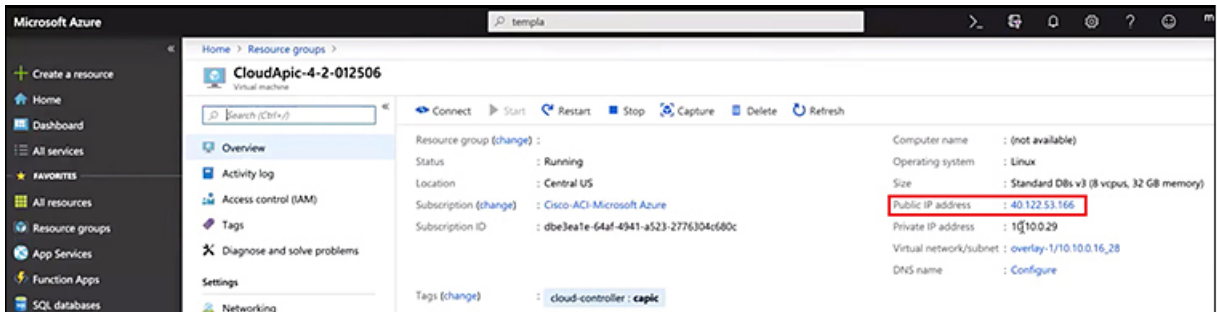 Microsoft Azure
templa
m
Create a resource
Home
Dashboard
All services
FAVORITES
All resources
Resource groups
App Services
Function Apps
SQL databases
Home > Resource groups >
CloudApic-4-2-012506
Virtual machine
Search (Ctrl+/)
Overview
Activity log
Access control (IAM)
Tags
Diagnose and solve problems
Settings
Networking
Connect Start Restart Stop Capture Delete Refresh
Resource group (change) :
Status : Running
Location : Central US
Subscription (change) : Cisco-ACI-Microsoft Azure
Subscription ID : dbe3ea1e-64af-4941-a523-2776304c680c
Tags (change) : cloud-controller : capic
Computer name : (not available)
Operating system : Linux
Size : Standard D8s v3 (8 vcpus, 32 GB memory)
Public IP address : 40.122.53.166
Private IP address : 10.10.0.29
Virtual network/subnet : overlay-1/10.10.0.16_28
DNS name : Configure